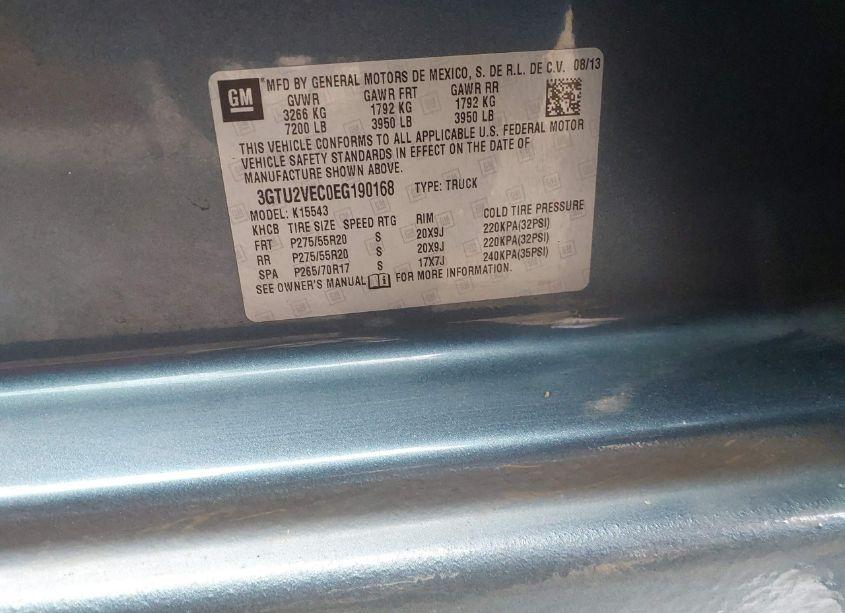 GM
*MFD BY GENERAL MOTORS DE MEXICO, S. DE R.L. DE C.V. 08/13
GVWR GAWR FRT GAWR RR
3266 KG 1792 KG 1792 KG
7200 LB 3950 LB 3950 LB
THIS VEHICLE CONFORMS TO ALL APPLICABLE U.S. FEDERAL MOTOR
VEHICLE SAFETY STANDARDS IN EFFECT ON THE DATE OF
MANUFACTURE SHOWN ABOVE.
3GTU2VEC0EG190168 TYPE: TRUCK
MODEL: K15543
KHCB TIRE SIZE SPEED RTG RIM COLD TIRE PRESSURE
FRT P275/55R20 S 20X9J 220KPA(32PSI)
RR P275/55R20 S 20X9J 220KPA(32PSI)
SPA P265/70R17 S 17X7J 240KPA(35PSI)
SEE OWNER'S MANUAL FOR MORE INFORMATION.